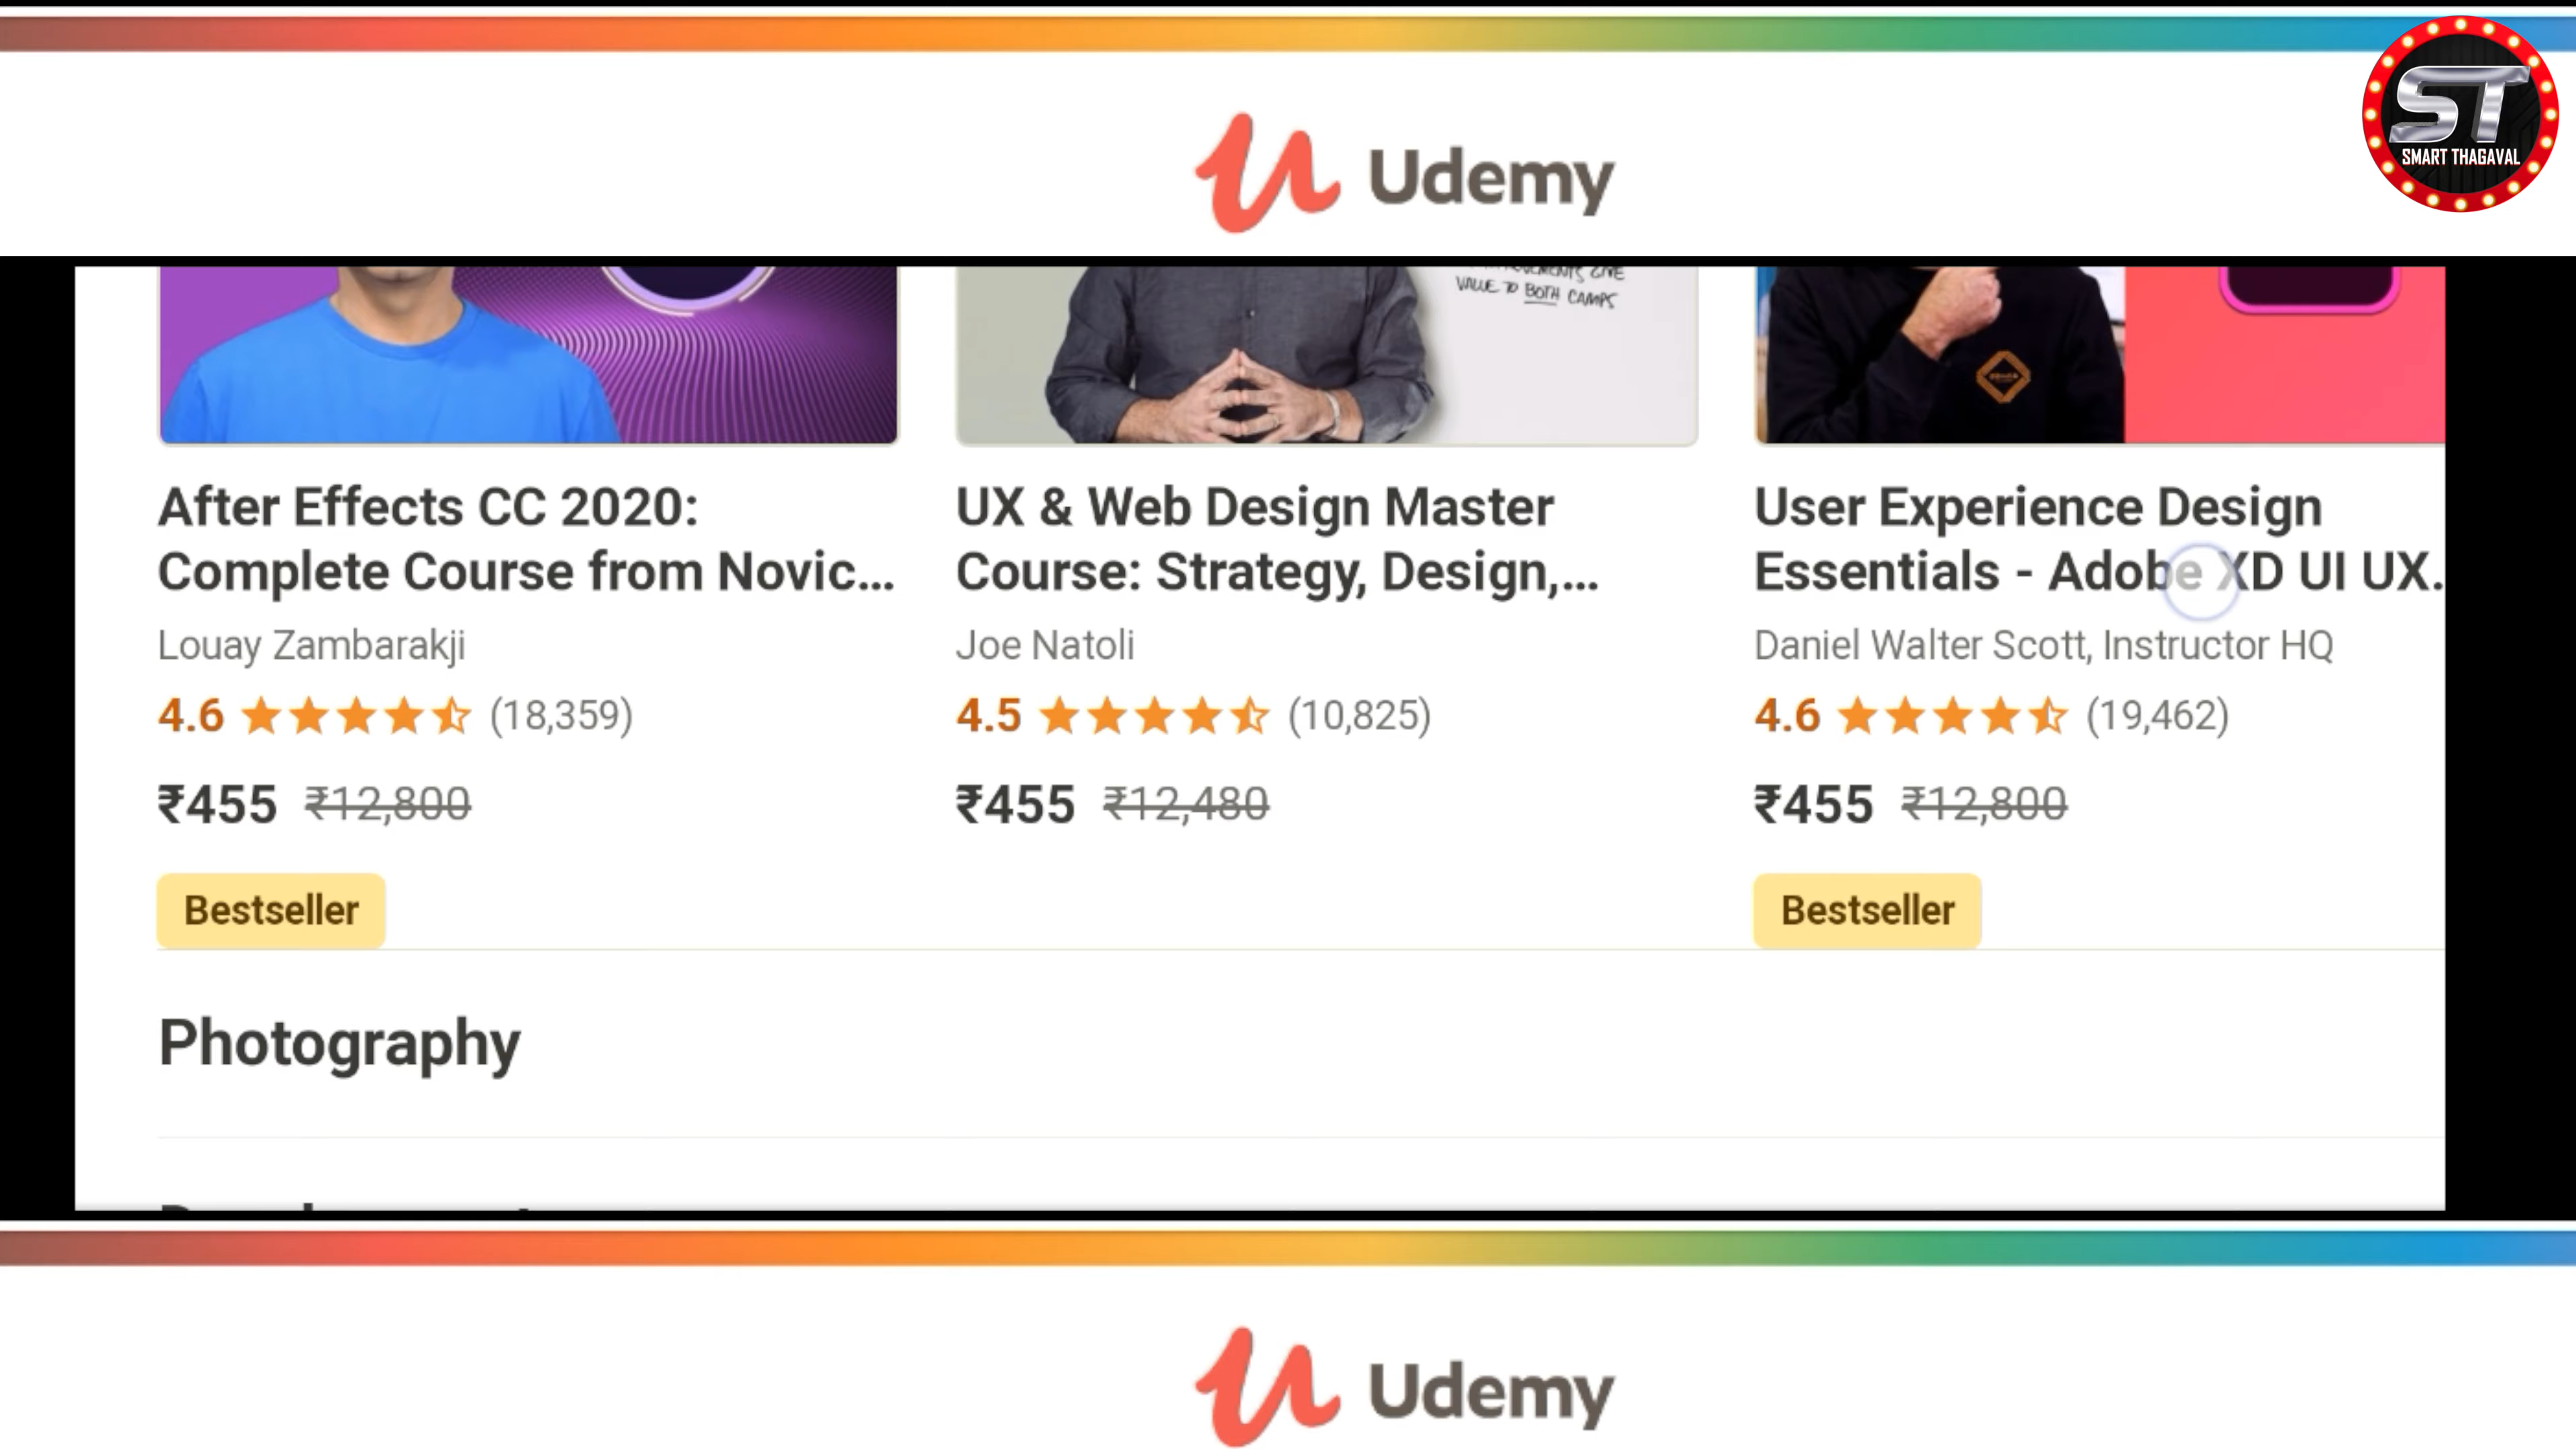 Udemy
ST
SMART THAGAVAL
VALUE TO BOTH CAMPS
After Effects CC 2020:
Complete Course from Novic...
Louay Zambarakji
4.6 (18,359)
₹455 ₹12,800
Bestseller
UX & Web Design Master
Course: Strategy, Design,...
Joe Natoli
4.5 (10,825)
₹455 ₹12,480
User Experience Design
Essentials - Adobe XD UI UX.
Daniel Walter Scott, Instructor HQ
4.6 (19,462)
₹455 ₹12,800
Bestseller
Photography
Udemy